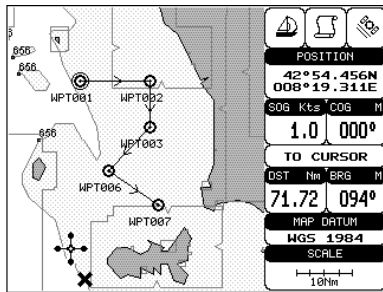 656
656
656
WPT001 WPT002
WPT003
WPT006
WPT007
POSITION
42°54.456N
008°19.311E
SOG Kts COG M
1.0 000°
TO CURSOR
DST Nm BRG M
71.72 094°
MAP DATUM
WGS 1984
SCALE
10Nm